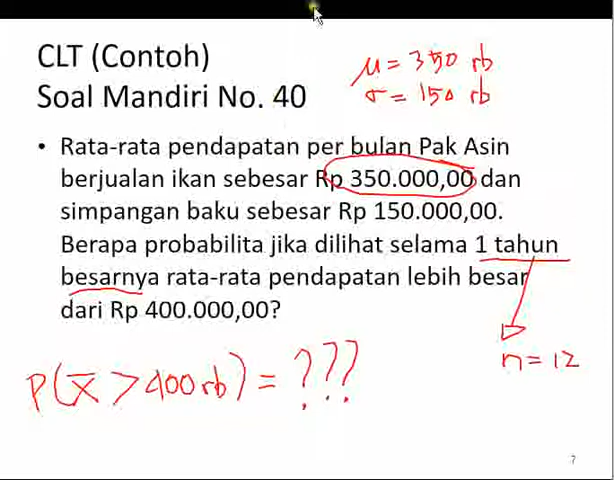 CLT (Contoh)
Soal Mandiri No. 40
μ = 350 rb
σ = 150 rb
• Rata-rata pendapatan per bulan Pak Asin
berjualan ikan sebesar Rp 350.000,00 dan
simpangan baku sebesar Rp 150.000,00.
Berapa probabilita jika dilihat selama 1 tahun
besarnya rata-rata pendapatan lebih besar
dari Rp 400.000,00?
n = 12
P(x̄ > 400 rb) = ???
7